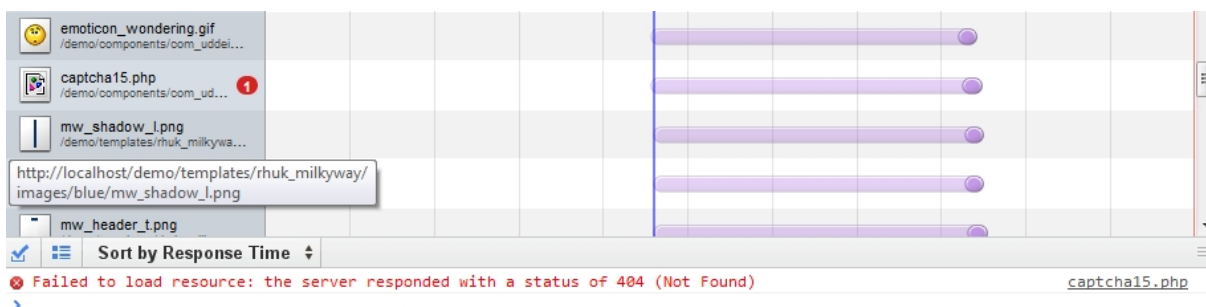 emoticon_wondering.gif
/demo/components/com_uddei...
captcha15.php
/demo/components/com_ud...
1
mw_shadow_l.png
/demo/templates/rhuk_milkywa...
http://localhost/demo/templates/rhuk_milkyway/
images/blue/mw_shadow_l.png
mw_header_t.png
Sort by Response Time
Failed to load resource: the server responded with a status of 404 (Not Found)
captcha15.php